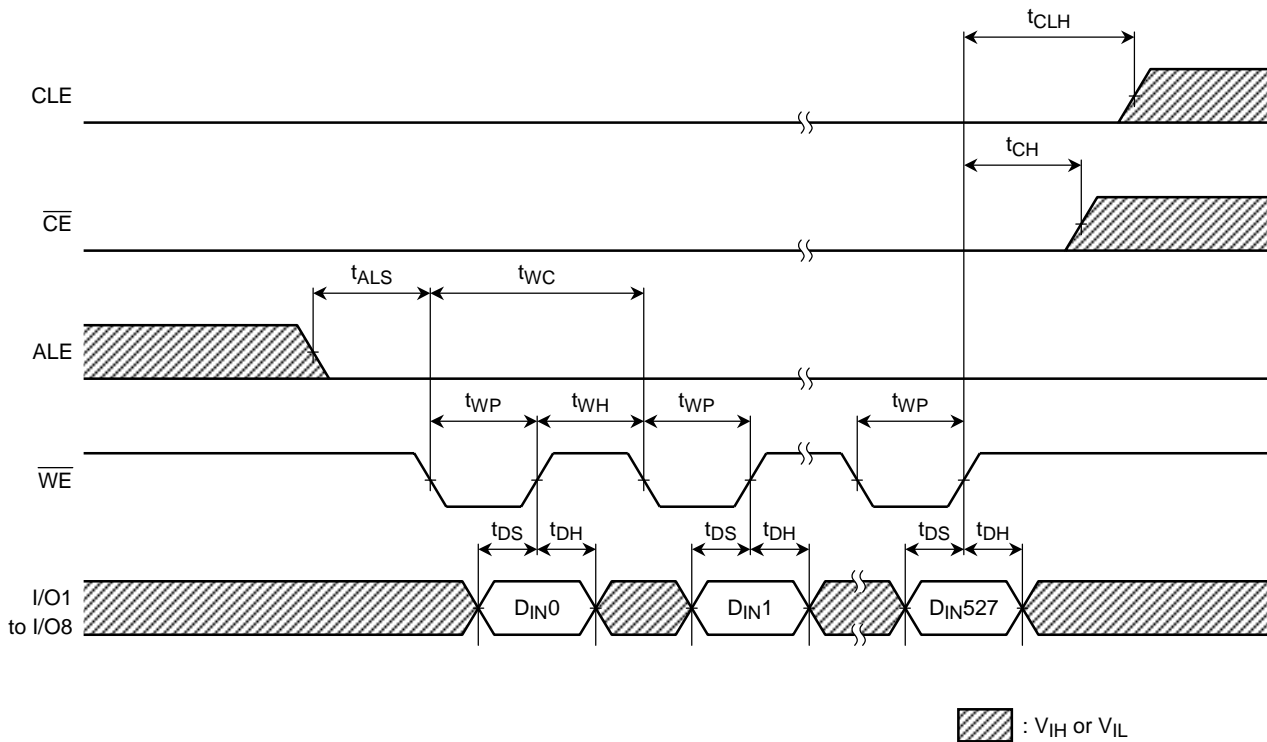 tCLH
CLE
tCH
CE
tALS
tWC
ALE
tWP
tWH
tWP
tWP
WE
tDS
tDH
tDS
tDH
tDS
tDH
I/O1
to I/O8
DIN0
DIN1
DIN527
: VIH or VIL